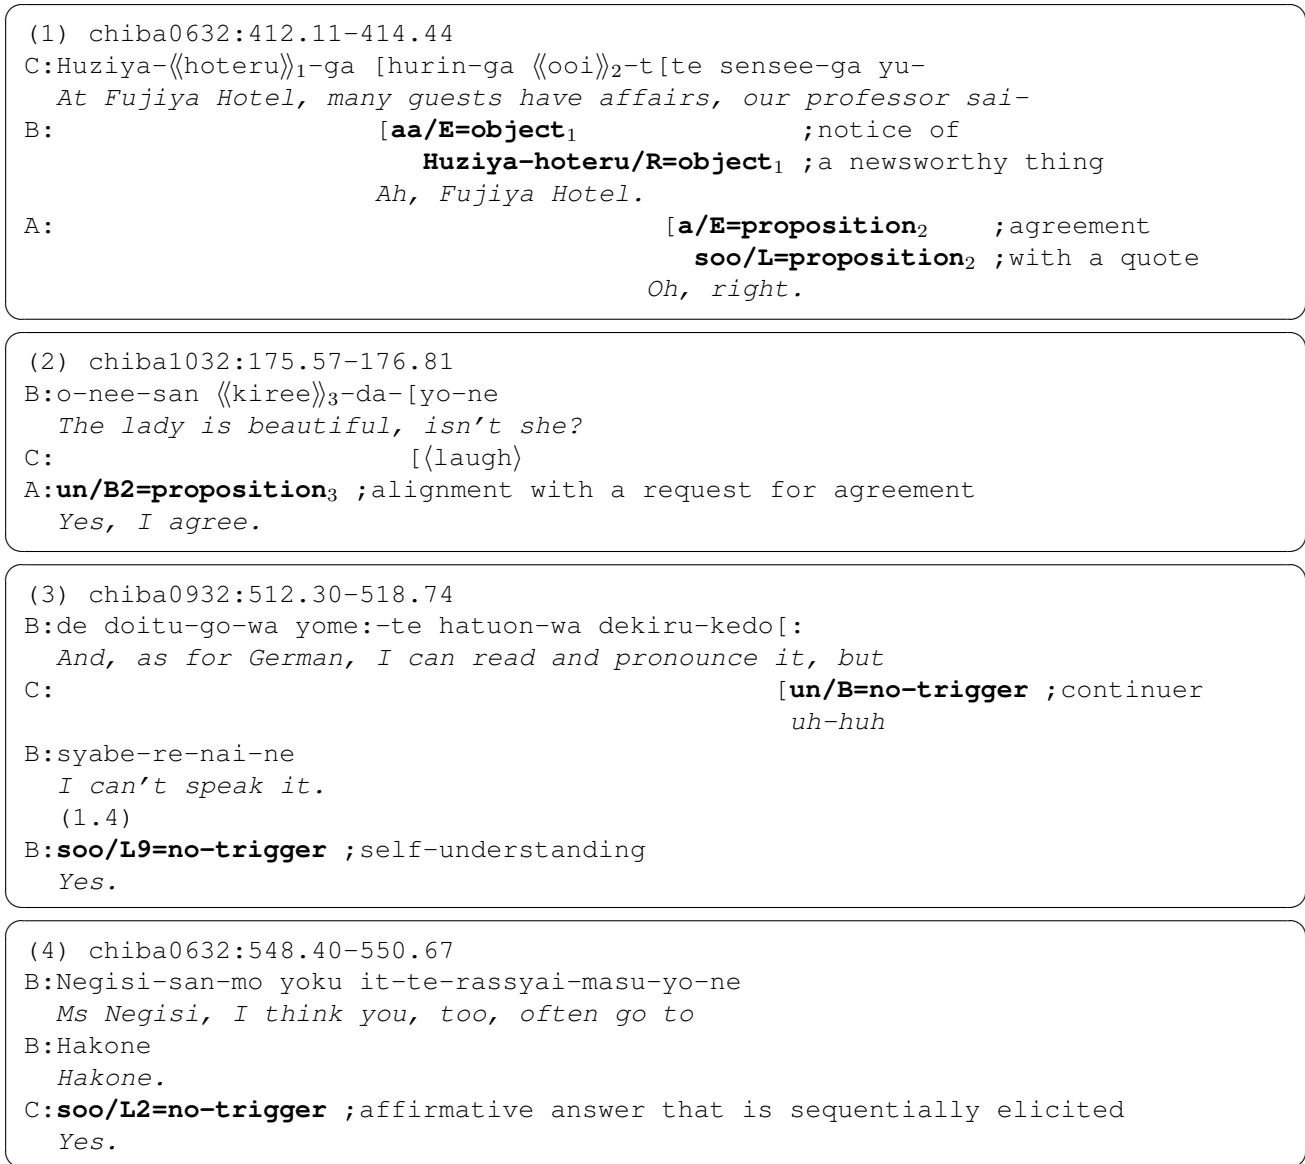 (1) chiba0632:412.11-414.44
C:Huziya-⟪hoteru⟫₁-ga [hurin-ga ⟪ooi⟫₂-t[te sensee-ga yu-
At Fujiya Hotel, many guests have affairs, our professor sai-
B: [aa/E=object₁ ;notice of
Huziya-hoteru/R=object₁ ;a newsworthy thing
Ah, Fujiya Hotel.
A: [a/E=proposition₂ ;agreement
soo/L=proposition₂ ;with a quote
Oh, right.
(2) chiba1032:175.57-176.81
B:o-nee-san ⟪kiree⟫₃-da-[yo-ne
The lady is beautiful, isn't she?
C: [⟨laugh⟩
A:un/B2=proposition₃ ;alignment with a request for agreement
Yes, I agree.
(3) chiba0932:512.30-518.74
B:de doitu-go-wa yome:-te hatuon-wa dekiru-kedo[:
And, as for German, I can read and pronounce it, but
C: [un/B=no-trigger ;continuer
uh-huh
B:syabe-re-nai-ne
I can't speak it.
(1.4)
B:soo/L9=no-trigger ;self-understanding
Yes.
(4) chiba0632:548.40-550.67
B:Negisi-san-mo yoku it-te-rassyai-masu-yo-ne
Ms Negisi, I think you, too, often go to
B:Hakone
Hakone.
C:soo/L2=no-trigger ;affirmative answer that is sequentially elicited
Yes.